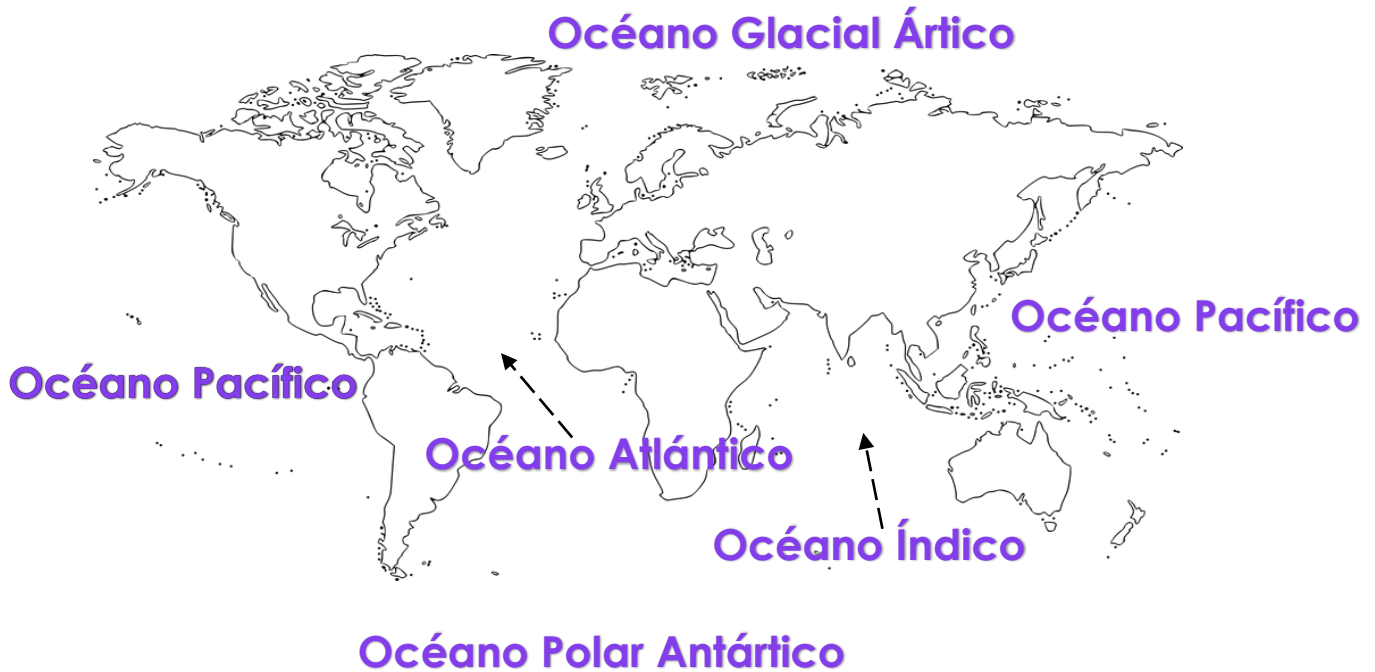 Océano Glacial Ártico
Océano Pacífico
Océano Pacífico
Océano Atlántico
Océano Índico
Océano Polar Antártico